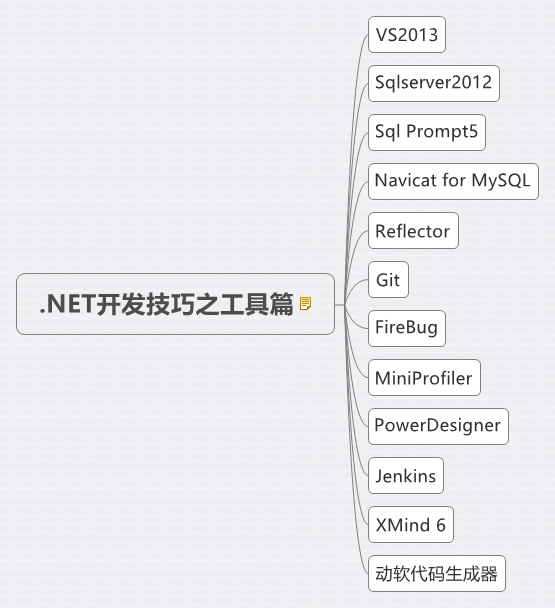 .NET开发技巧之工具篇
VS2013
Sqlserver2012
Sql Prompt5
Navicat for MySQL
Reflector
Git
FireBug
MiniProfiler
PowerDesigner
Jenkins
XMind 6
动软代码生成器